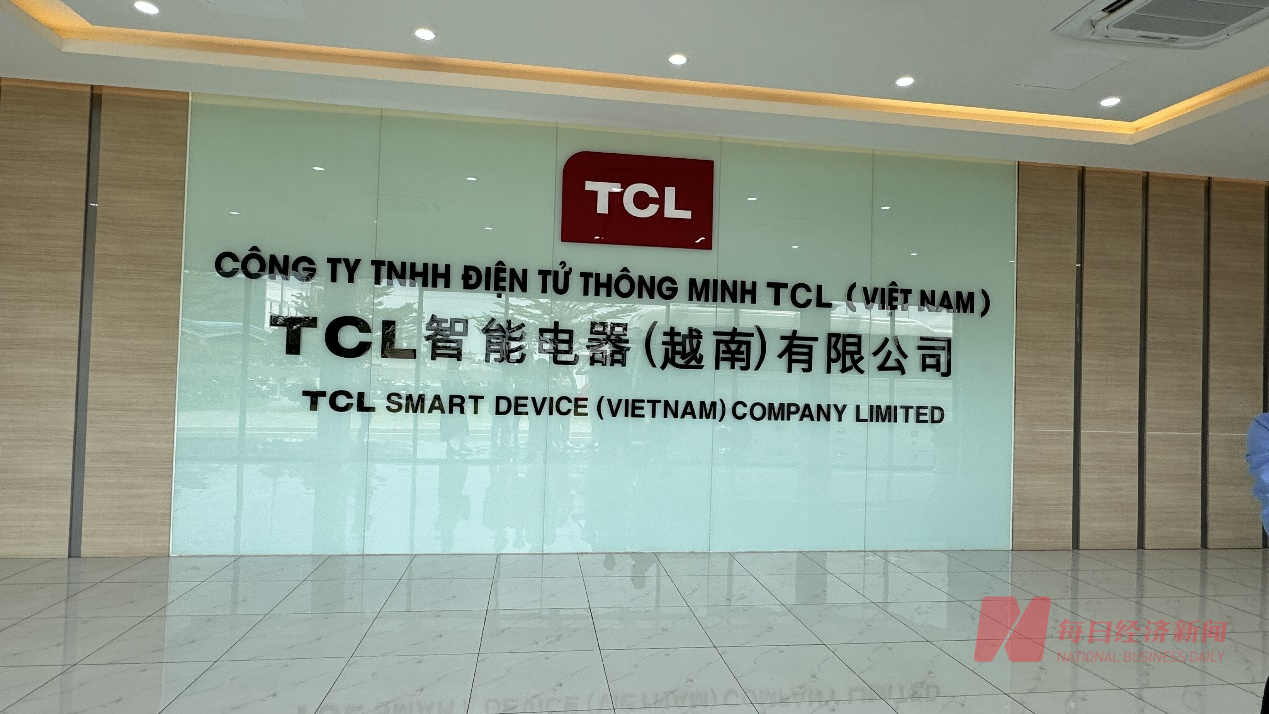 TCL
CÔNG TY TNHH ĐIỆN TỬ THÔNG MINH TCL (VIỆT NAM)
TCL智能电器(越南)有限公司
TCL SMART DEVICE (VIETNAM) COMPANY LIMITED
每日经济新闻
NATIONAL BUSINESS DAILY